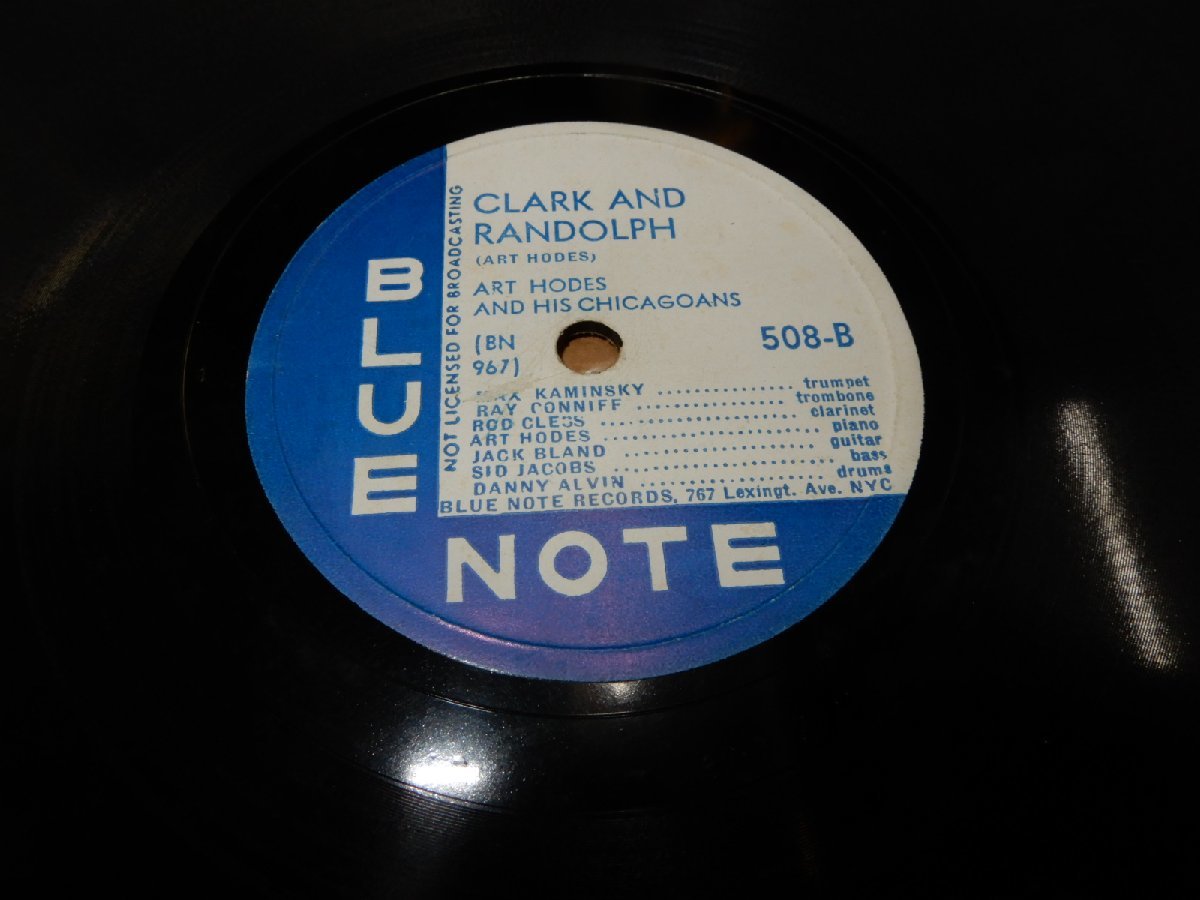 CLARK AND
RANDOLPH
(ART HODES)
ART HODES
AND HIS CHICAGOANS
(BN
967)
508-B
KAMINSKY .............. trumpet
RAY CONNIFF ............... trombone
ROD CLESS ..................... clarinet
ART HODES ...................... piano
JACK BLAND .................... guitar
SID JACOBS ...................... bass
DANNY ALVIN ................... drums
BLUE NOTE RECORDS, 767 Lexingt. Ave. NYC
NOT LICENSED FOR BROADCASTING
BLUE
NOTE